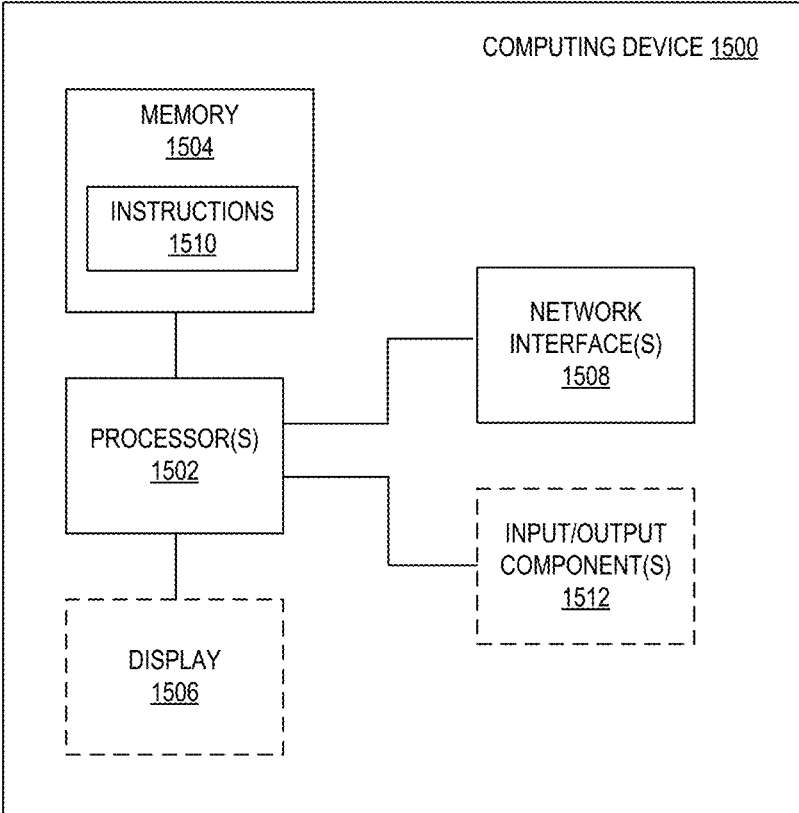 COMPUTING DEVICE 1500
MEMORY
1504
INSTRUCTIONS
1510
NETWORK
INTERFACE(S)
1508
PROCESSOR(S)
1502
INPUT/OUTPUT
COMPONENT(S)
1512
DISPLAY
1506